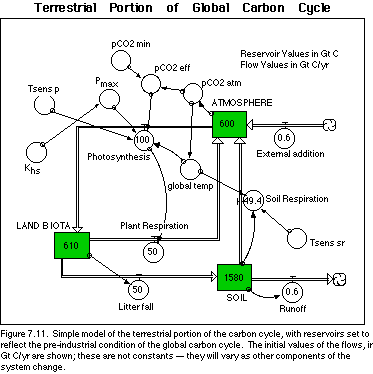 Terrestrial Portion of Global Carbon Cycle
pCO2 min
pCO2 eff
Reservoir Values in Gt C
Flow Values in Gt C/yr
pCO2 atm
Tsens p
P max
ATMOSPHERE
600
100
0.6
Photosynthesis
External addition
K hs
global temp
49.4
Soil Respiration
LAND BIOTA
Plant Respiration
610
50
Tsens sr
1580
50
0.6
Litter fall
SOIL
Runoff
Figure 7.11. Simple model of the terrestrial portion of the carbon cycle, with reservoirs set to
reflect the pre-industrial condition of the global carbon cycle. The initial values of the flows, ir
Gt C/yr are shown; these are not constants — they will vary as other components of the
system change.